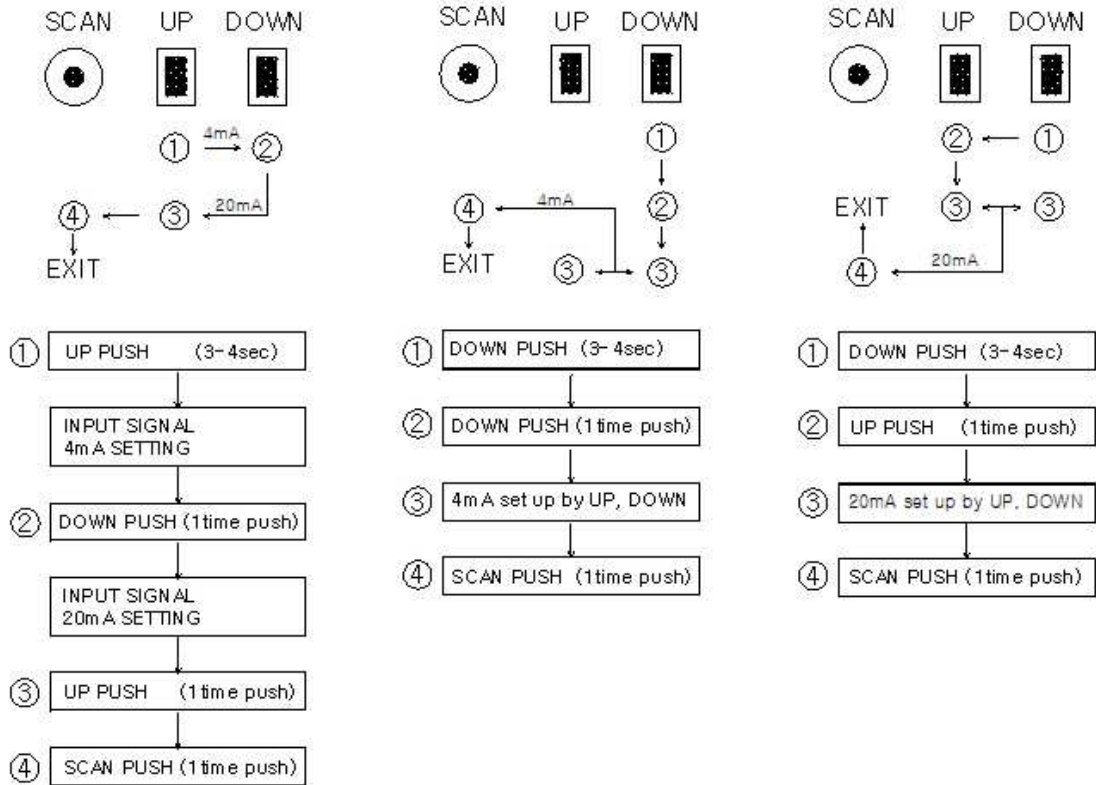 SCAN UP DOWN
① 4mA ②
④ ③ 20mA
EXIT
① UP PUSH (3-4sec)
INPUT SIGNAL
4mA SETTING
② DOWN PUSH (1time push)
INPUT SIGNAL
20mA SETTING
③ UP PUSH (1time push)
④ SCAN PUSH (1time push)
SCAN UP DOWN
①
④ 4mA ②
EXIT ③ ③
① DOWN PUSH (3-4sec)
② DOWN PUSH (1time push)
③ 4mA set up by UP, DOWN
④ SCAN PUSH (1time push)
SCAN UP DOWN
② ①
EXIT ③ ③
④ 20mA
① DOWN PUSH (3-4sec)
② UP PUSH (1time push)
③ 20mA set up by UP, DOWN
④ SCAN PUSH (1time push)